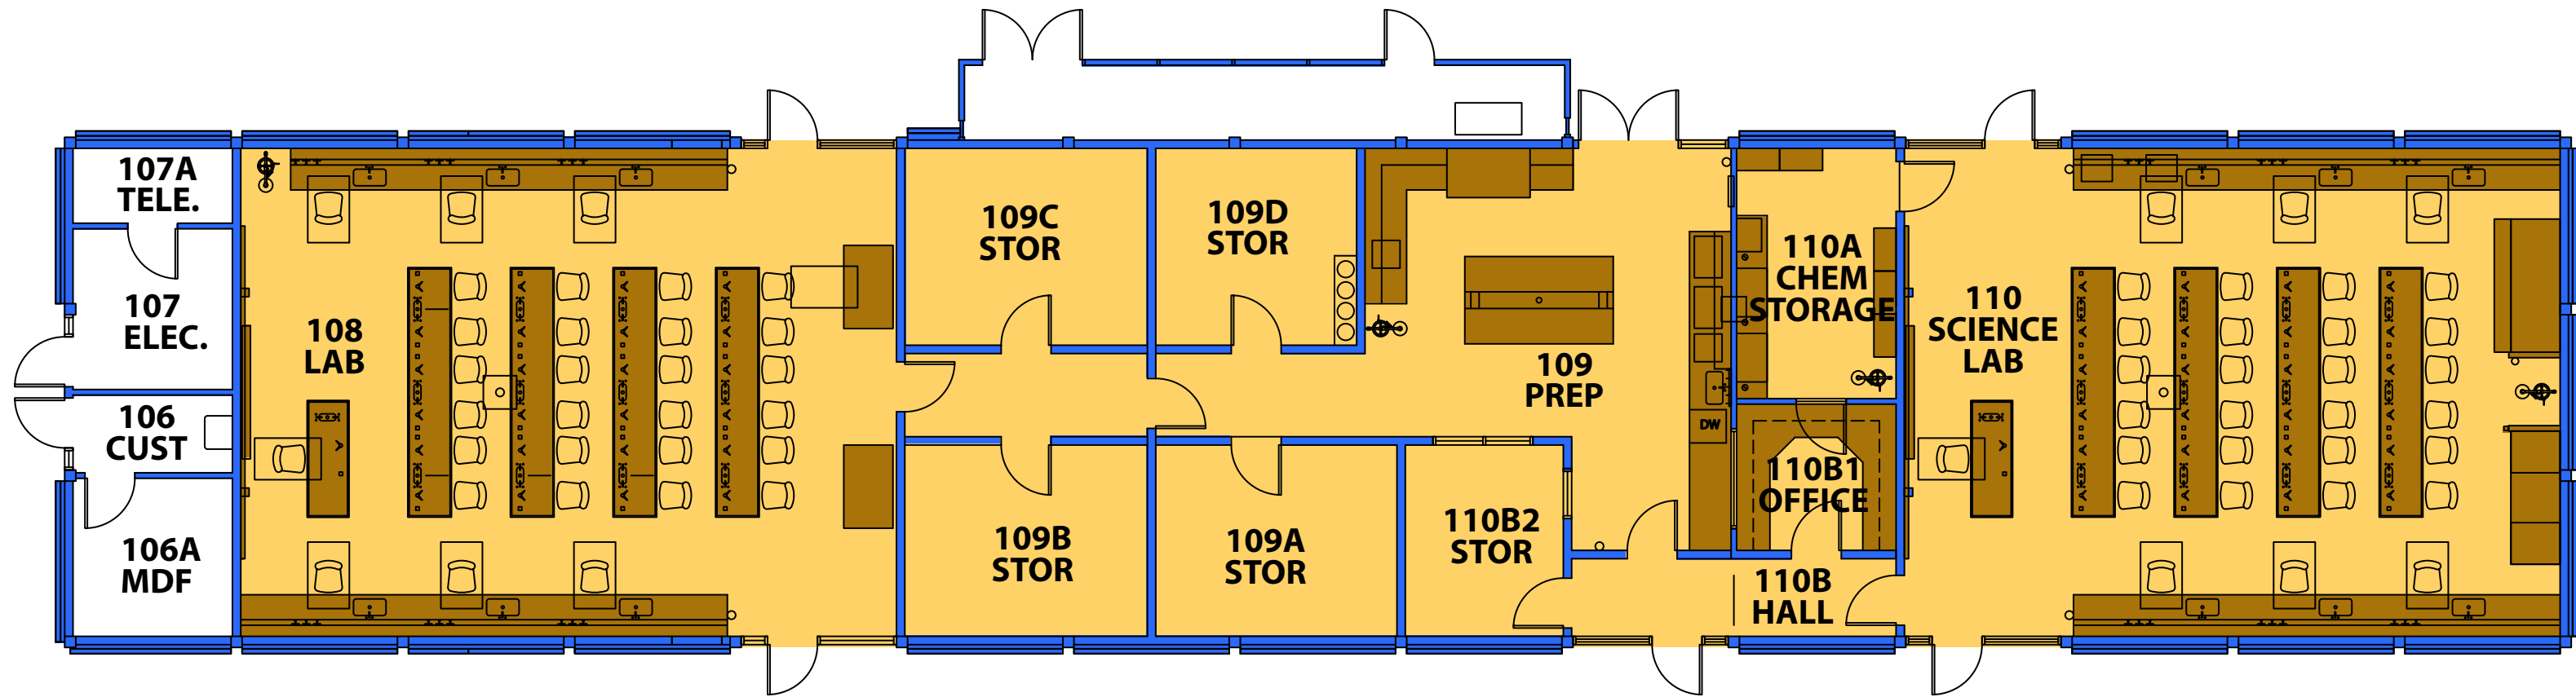 107A
TELE.
107
ELEC.
106
CUST
106A
MDF
108
LAB
109C
STOR
109D
STOR
109B
STOR
109A
STOR
110B2
STOR
109
PREP
DW
110A
CHEM
STORAGE
110B1
OFFICE
110B
HALL
110
SCIENCE
LAB